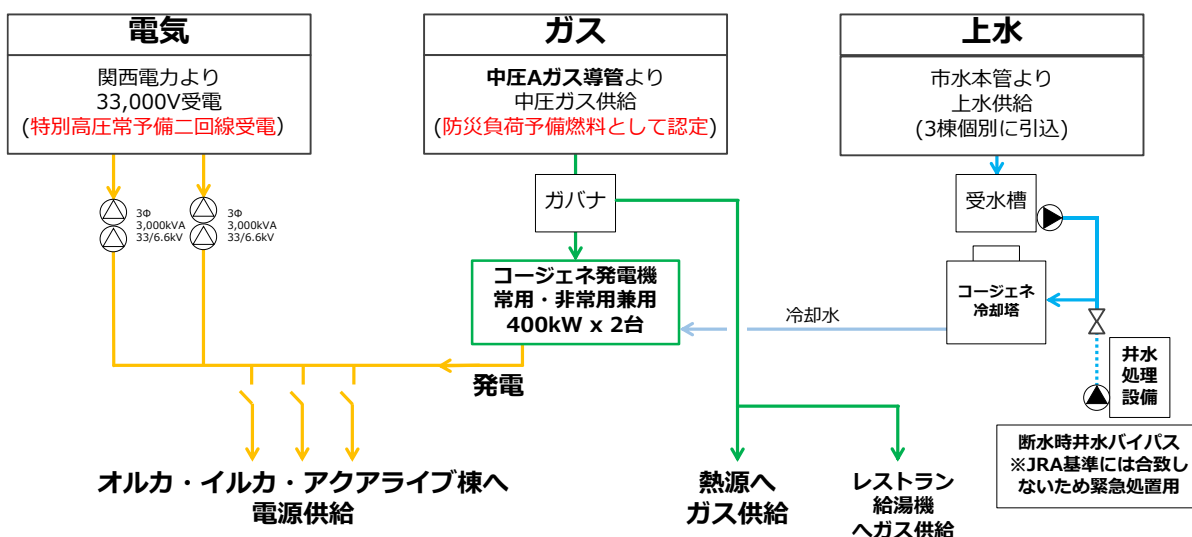 電気
関西電力より
33,000V受電
(特別高圧常予備二回線受電)
ガス
中圧Aガス導管より
中圧ガス供給
(防災負荷予備燃料として認定)
上水
市水本管より
上水供給
(3棟個別に引込)
3Φ
3,000kVA
33/6.6kV
3Φ
3,000kVA
33/6.6kV
ガバナ
受水槽
コージェネ発電機
常用・非常用兼用
400kW x 2台
冷却水
コージェネ
冷却塔
井水
処理
設備
発電
断水時井水バイパス
※JRA基準には合致し
ないため緊急処置用
オルカ・イルカ・アクアライブ棟へ
電源供給
熱源へ
ガス供給
レストラン
給湯機
へガス供給